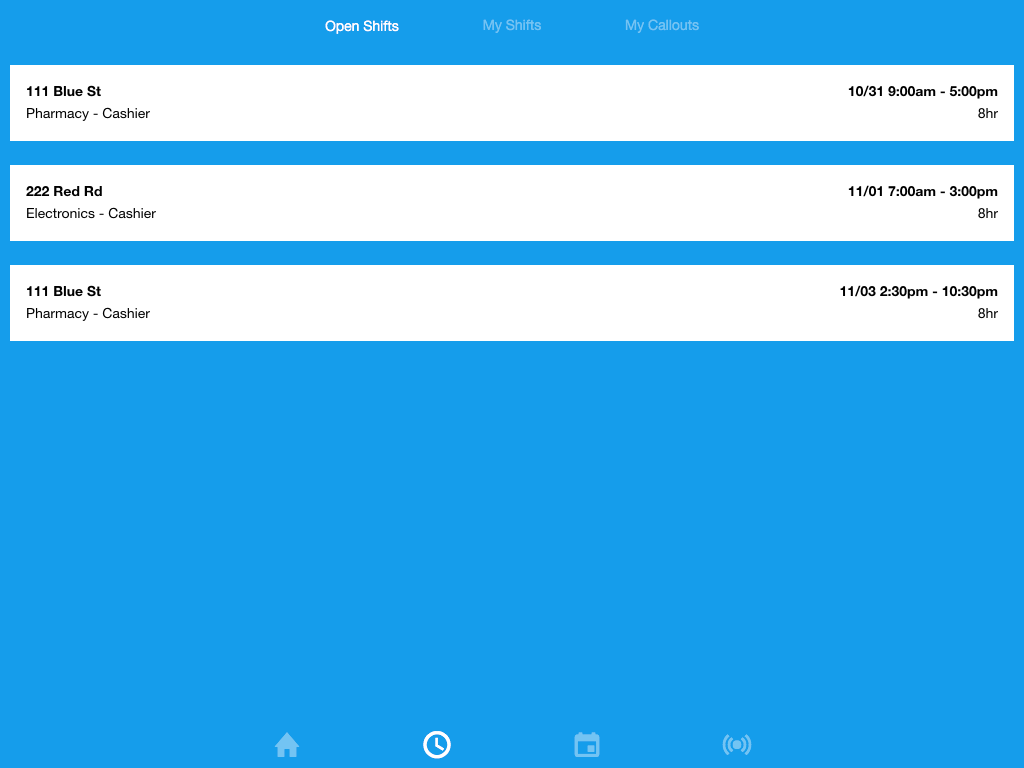 Open Shifts My Shifts My Callouts
111 Blue St 10/31 9:00am - 5:00pm
Pharmacy - Cashier 8hr
222 Red Rd 11/01 7:00am - 3:00pm
Electronics - Cashier 8hr
111 Blue St 11/03 2:30pm - 10:30pm
Pharmacy - Cashier 8hr